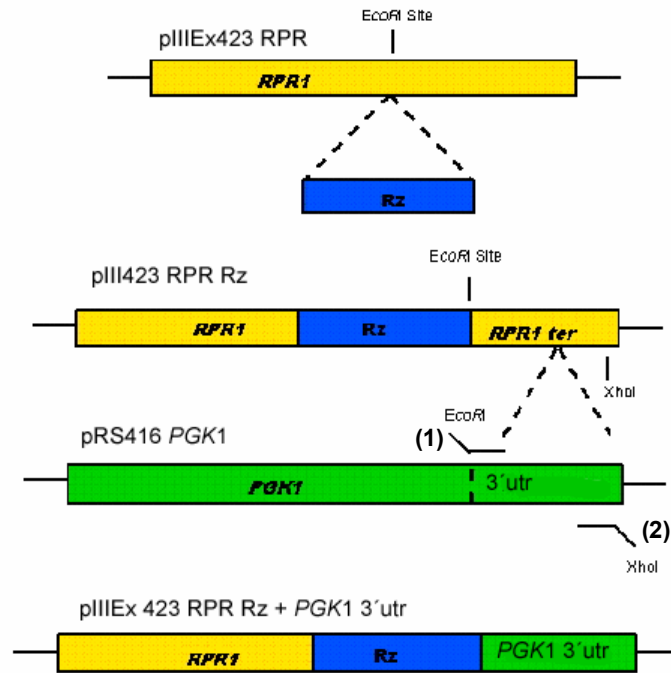 EcoRI Site
pIIIEx423 RPR
RPR1
Rz
EcoRI Site
pIII423 RPR Rz
RPR1 Rz RPR1 ter
XhoI
EcoRI
pRS416 PGK1 (1)
PGK1 3´utr
(2)
XhoI
pIIIEx 423 RPR Rz + PGK1 3´utr
RPR1 Rz PGK1 3´utr